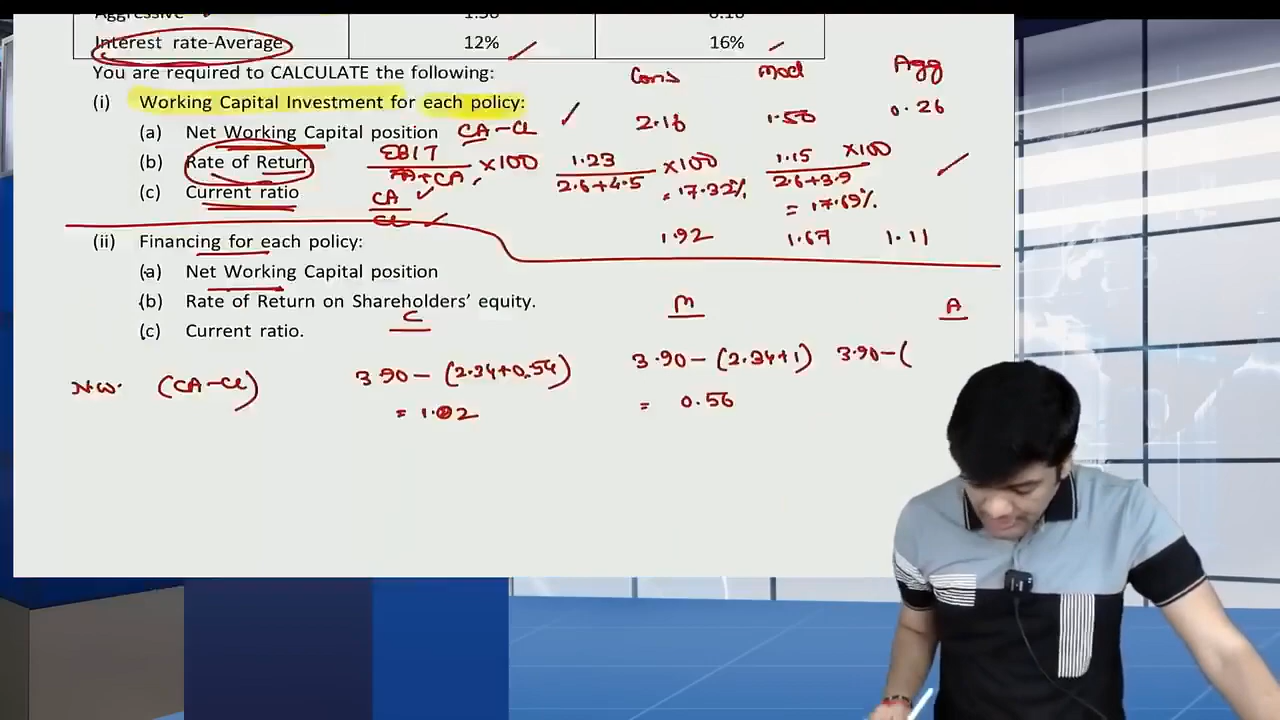 Aggressive
Interest rate-Average 12% 16%
You are required to CALCULATE the following: Cons Mod Agg
(i) Working Capital Investment for each policy:
(a) Net Working Capital position CA-CL 2.16 1.56 0.26
(b) Rate of Return EBIT / FA+CA ×100 1.23 / 2.6+4.5 ×100 = 17.32% 1.15 / 2.6+3.9 ×100 = 17.69%
(c) Current ratio CA / CL 1.92 1.67 1.11
(ii) Financing for each policy:
(a) Net Working Capital position
(b) Rate of Return on Shareholders' equity.
(c) Current ratio. C M A
N.W. (CA-CL) 3.90-(2.34+0.54) 3.90-(2.34+1) 3.90-(
= 1.02 = 0.56